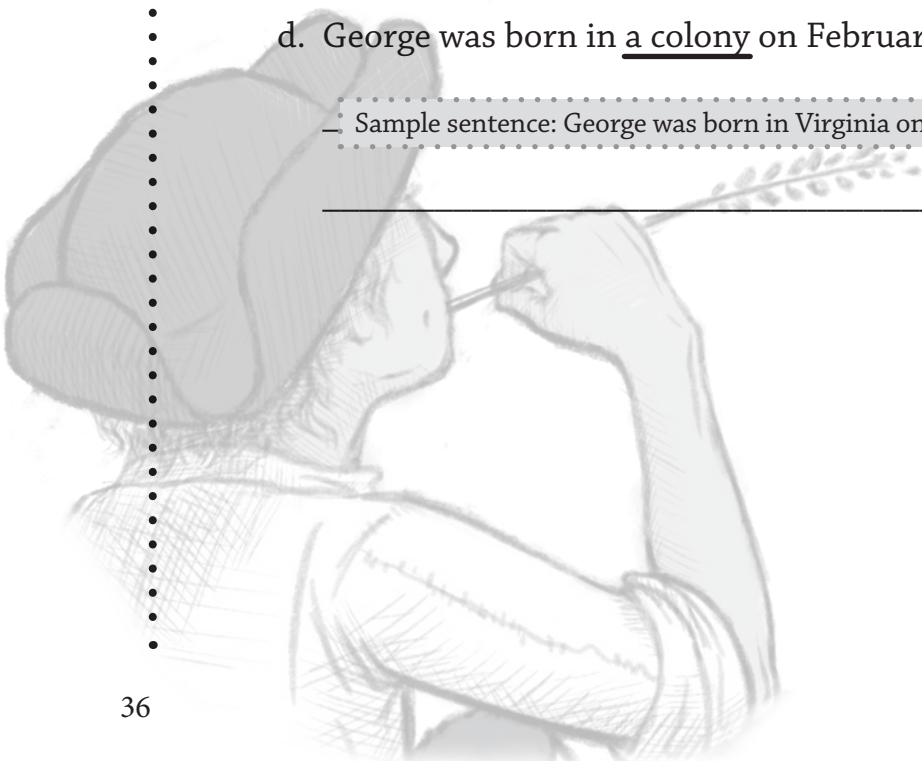 d. George was born in a colony on Februar
Sample sentence: George was born in Virginia on
36